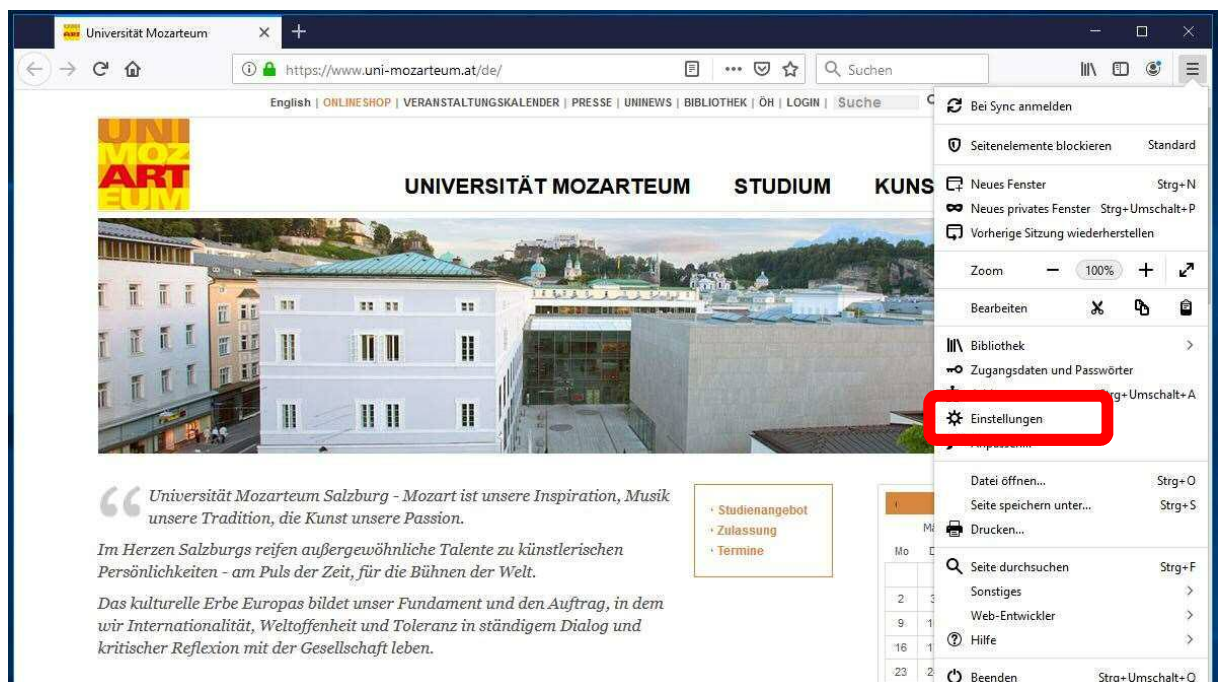 Universität Mozarteum
https://www.uni-mozarteum.at/de/
Suchen
English | ONLINESHOP | VERANSTALTUNGSKALENDER | PRESSE | UNINEWS | BIBLIOTHEK | ÖH | LOGIN | Suche
UNI
MOZ
ART
EUM
UNIVERSITÄT MOZARTEUM STUDIUM KUNS
Universität Mozarteum Salzburg - Mozart ist unsere Inspiration, Musik
unsere Tradition, die Kunst unsere Passion.
Im Herzen Salzburgs reifen außergewöhnliche Talente zu künstlerischen
Persönlichkeiten - am Puls der Zeit, für die Bühnen der Welt.
Das kulturelle Erbe Europas bildet unser Fundament und den Auftrag, in dem
wir Internationalität, Weltoffenheit und Toleranz in ständigem Dialog und
kritischer Reflexion mit der Gesellschaft leben.
· Studienangebot
· Zulassung
· Termine
Mä
Mo D
2 3
9 1
16 1
23 2
Bei Sync anmelden
Seitenelemente blockieren Standard
Neues Fenster Strg+N
Neues privates Fenster Strg+Umschalt+P
Vorherige Sitzung wiederherstellen
Zoom 100%
Bearbeiten
Bibliothek
Zugangsdaten und Passwörter
Strg+Umschalt+A
Einstellungen
Anpassen...
Datei öffnen... Strg+O
Seite speichern unter... Strg+S
Drucken...
Seite durchsuchen Strg+F
Sonstiges
Web-Entwickler
Hilfe
Beenden Strg+Umschalt+Q